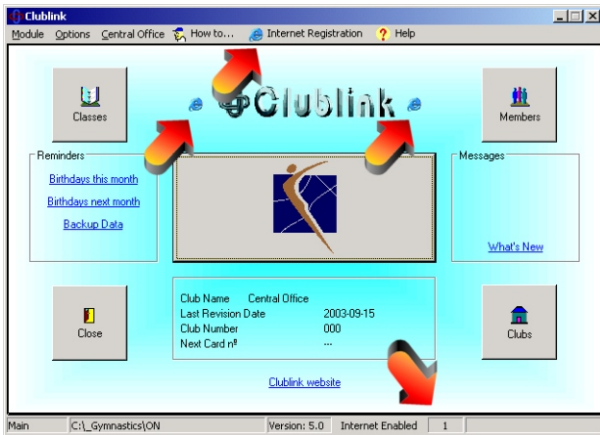 Clublink
Module Options Central Office How to... Internet Registration Help
Classes
Clublink
Members
Reminders
Birthdays this month
Birthdays next month
Backup Data
Messages
What's New
Close
Club Name Central Office
Last Revision Date 2003-09-15
Club Number 000
Next Card nº ---
Clubs
Clublink website
Main C:\_Gymnastics\ON Version: 5.0 Internet Enabled 1